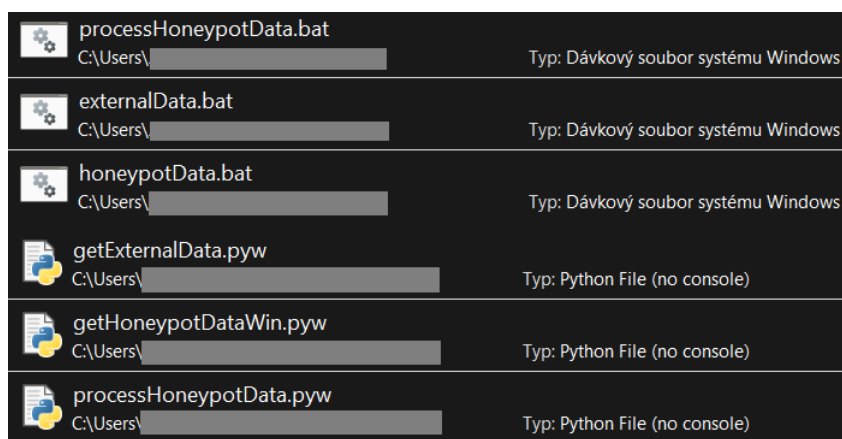 processHoneypotData.bat
C:\Users\ Typ: Dávkový soubor systému Windows
externalData.bat
C:\Users\ Typ: Dávkový soubor systému Windows
honeypotData.bat
C:\Users\ Typ: Dávkový soubor systému Windows
getExternalData.pyw
C:\Users\ Typ: Python File (no console)
getHoneypotDataWin.pyw
C:\Users\ Typ: Python File (no console)
processHoneypotData.pyw
C:\Users\ Typ: Python File (no console)